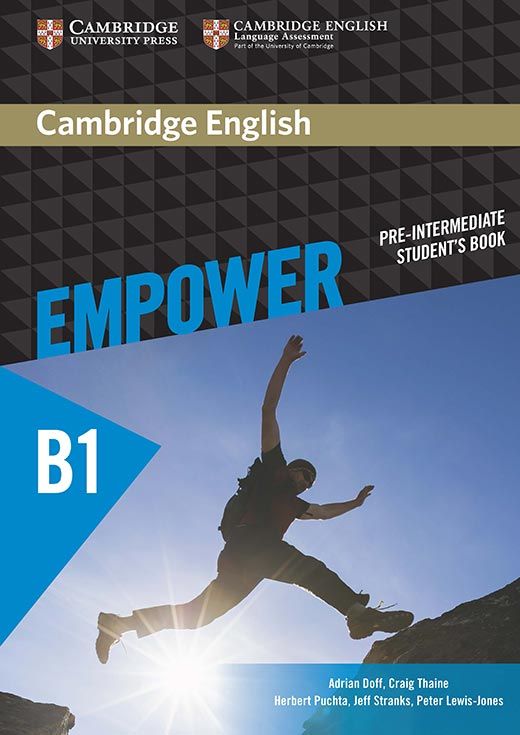 CAMBRIDGE
UNIVERSITY PRESS
CAMBRIDGE ENGLISH
Language Assessment
Part of the University of Cambridge
Cambridge English
PRE-INTERMEDIATE
STUDENT'S BOOK
EMPOWER
B1
Adrian Doff, Craig Thaine
Herbert Puchta, Jeff Stranks, Peter Lewis-Jones